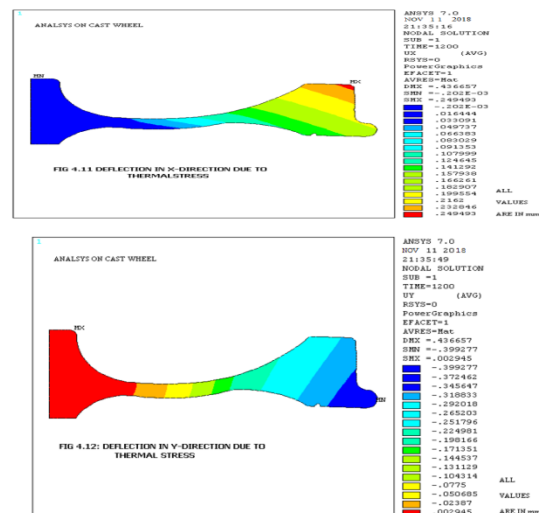 1
ANALSYS ON CAST WHEEL
MN
MX
FIG 4.11 DEFLECTION IN X-DIRECTION DUE TO
THERMALSTRESS
ANSYS 7.0
NOV 11 2018
21:35:16
NODAL SOLUTION
SUB =1
TIME=1200
UX (AVG)
RSYS=0
PowerGraphics
EFACET=1
AVRES=Mat
DMX =.436657
SMN =-.202E-03
SMX =.249493
-.202E-03
.016444
.033091
.049737
.066383
.083029
.091353
.107999
.124645
.141292
.157938
.166261
.182907
.199554
.2162
.232846
.249493
ALL
VALUES
ARE IN mm
1
ANALSYS ON CAST WHEEL
MX
MN
FIG 4.12: DEFLECTION IN Y-DIRECTION DUE TO
THERMAL STRESS
ANSYS 7.0
NOV 11 2018
21:35:49
NODAL SOLUTION
SUB =1
TIME=1200
UY (AVG)
RSYS=0
PowerGraphics
EFACET=1
AVRES=Mat
DMX =.436657
SMN =-.399277
SMX =.002945
-.399277
-.372462
-.345647
-.318833
-.292018
-.265203
-.251796
-.224981
-.198166
-.171351
-.144537
-.131129
-.104314
-.0775
-.050685
-.02387
.002945
ALL
VALUES
ARE IN mm